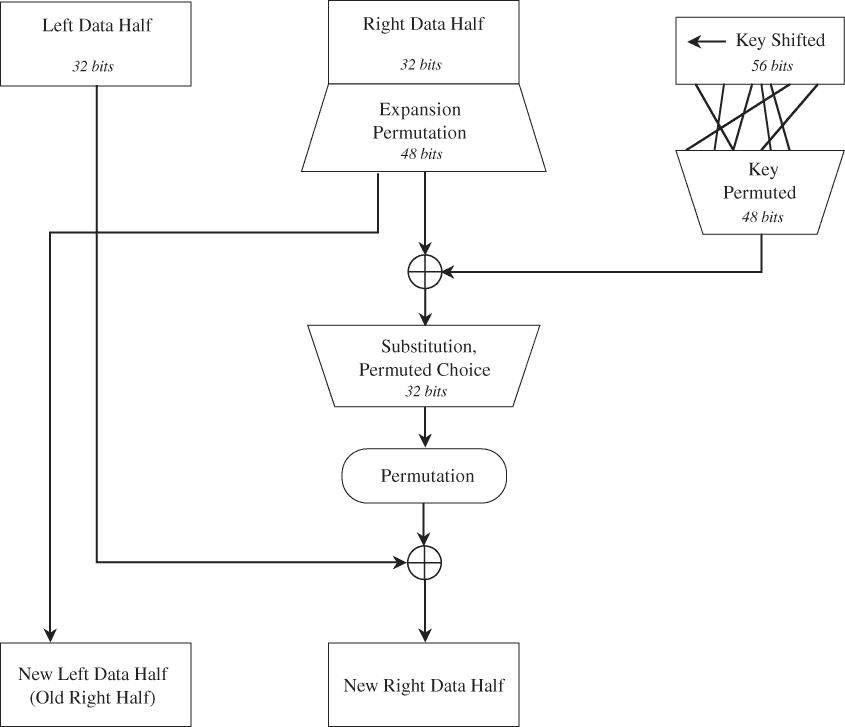 Left Data Half
32 bits
Right Data Half
32 bits
Key Shifted
56 bits
Expansion
Permutation
48 bits
Key
Permuted
48 bits
Substitution,
Permuted Choice
32 bits
Permutation
New Left Data Half
(Old Right Half)
New Right Data Half